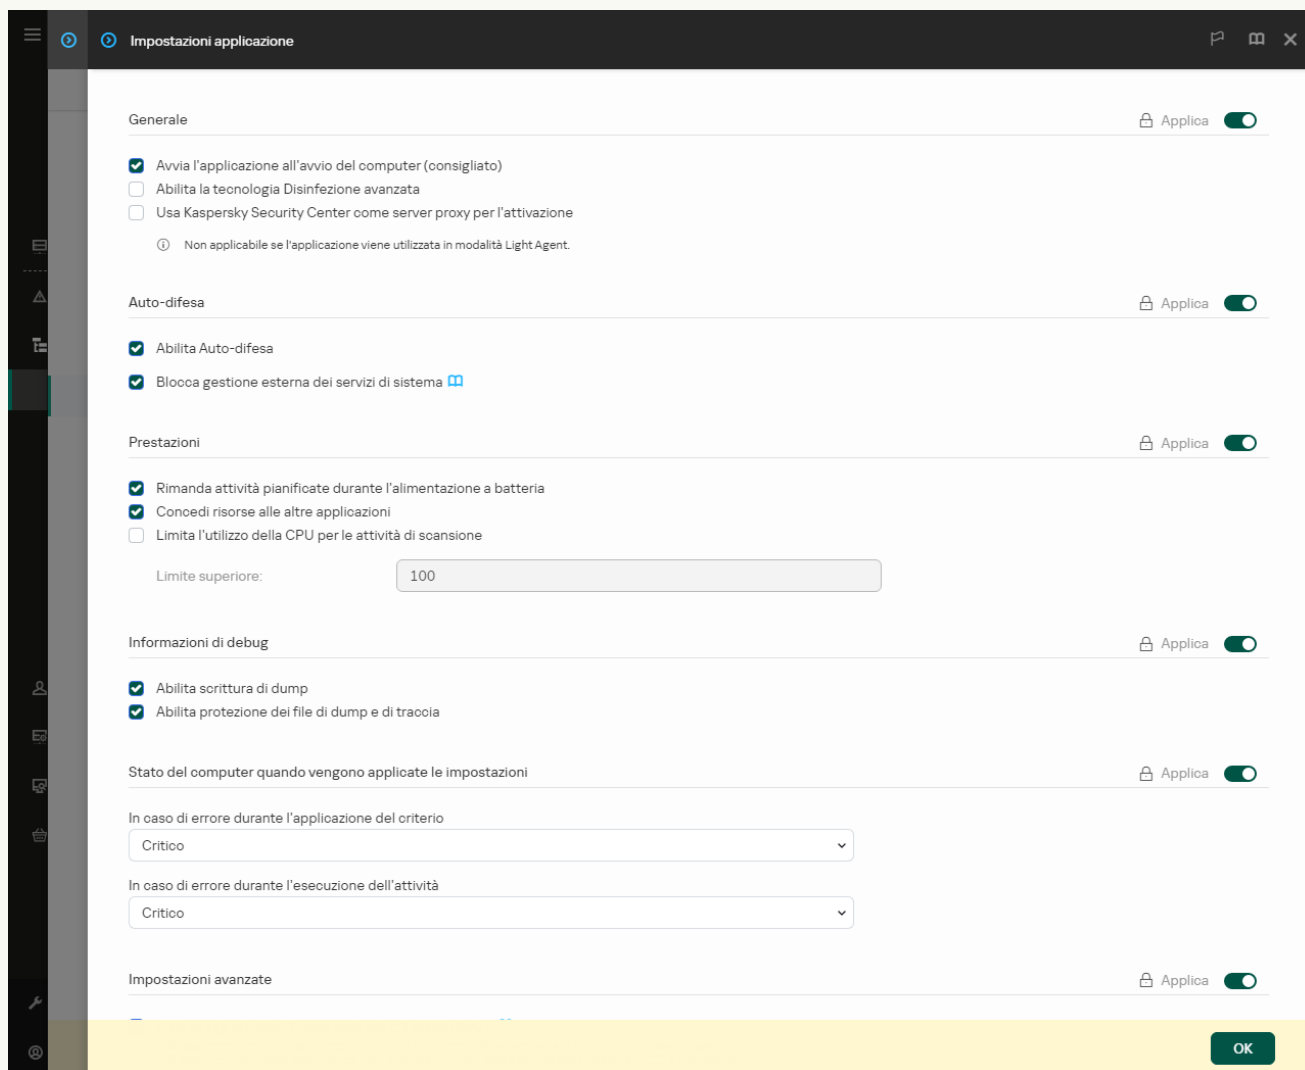 Impostazioni applicazione
Generale
Applica
Avvia l'applicazione all'avvio del computer (consigliato)
Abilita la tecnologia Disinfezione avanzata
Usa Kaspersky Security Center come server proxy per l'attivazione
Non applicabile se l'applicazione viene utilizzata in modalità Light Agent.
Auto-difesa
Applica
Abilita Auto-difesa
Blocca gestione esterna dei servizi di sistema
Prestazioni
Applica
Rimanda attività pianificate durante l'alimentazione a batteria
Concedi risorse alle altre applicazioni
Limita l'utilizzo della CPU per le attività di scansione
Limite superiore:
100
Informazioni di debug
Applica
Abilita scrittura di dump
Abilita protezione dei file di dump e di traccia
Stato del computer quando vengono applicate le impostazioni
Applica
In caso di errore durante l'applicazione del criterio
Critico
In caso di errore durante l'esecuzione dell'attività
Critico
Impostazioni avanzate
Applica
OK